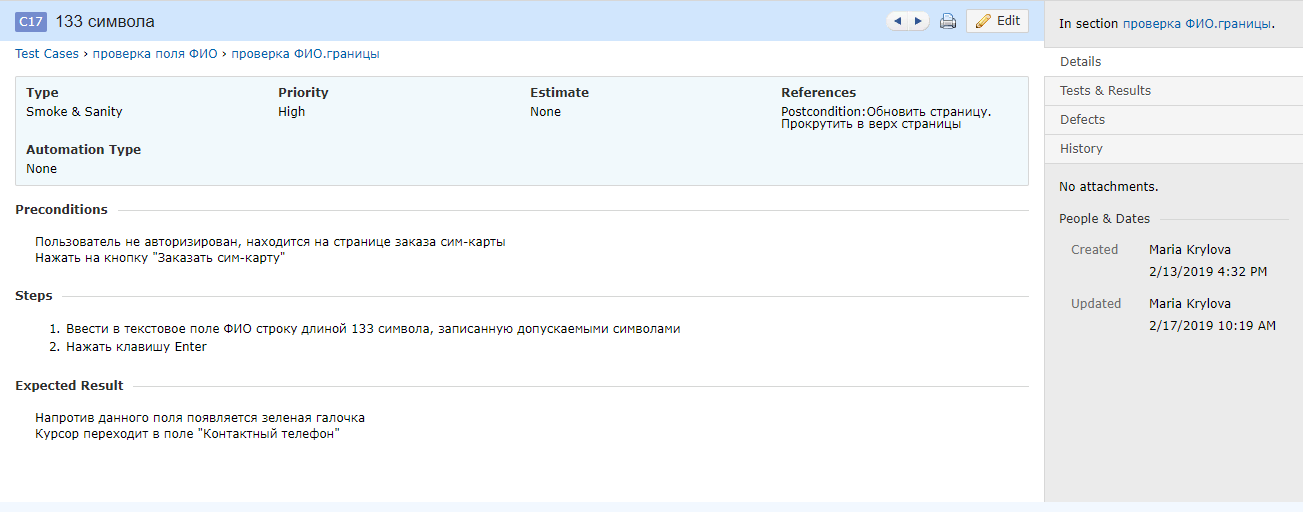 C17 133 символа
Edit
Test Cases › проверка поля ФИО › проверка ФИО.границы
Type
Smoke & Sanity
Priority
High
Estimate
None
References
Postcondition:Обновить страницу.
Прокрутить в верх страницы
Automation Type
None
Preconditions
Пользователь не авторизирован, находится на странице заказа сим-карты
Нажать на кнопку "Заказать сим-карту"
Steps
1. Ввести в текстовое поле ФИО строку длиной 133 символа, записанную допускаемыми символами
2. Нажать клавишу Enter
Expected Result
Напротив данного поля появляется зеленая галочка
Курсор переходит в поле "Контактный телефон"
In section проверка ФИО.границы.
Details
Tests & Results
Defects
History
No attachments.
People & Dates
Created Maria Krylova
2/13/2019 4:32 PM
Updated Maria Krylova
2/17/2019 10:19 AM